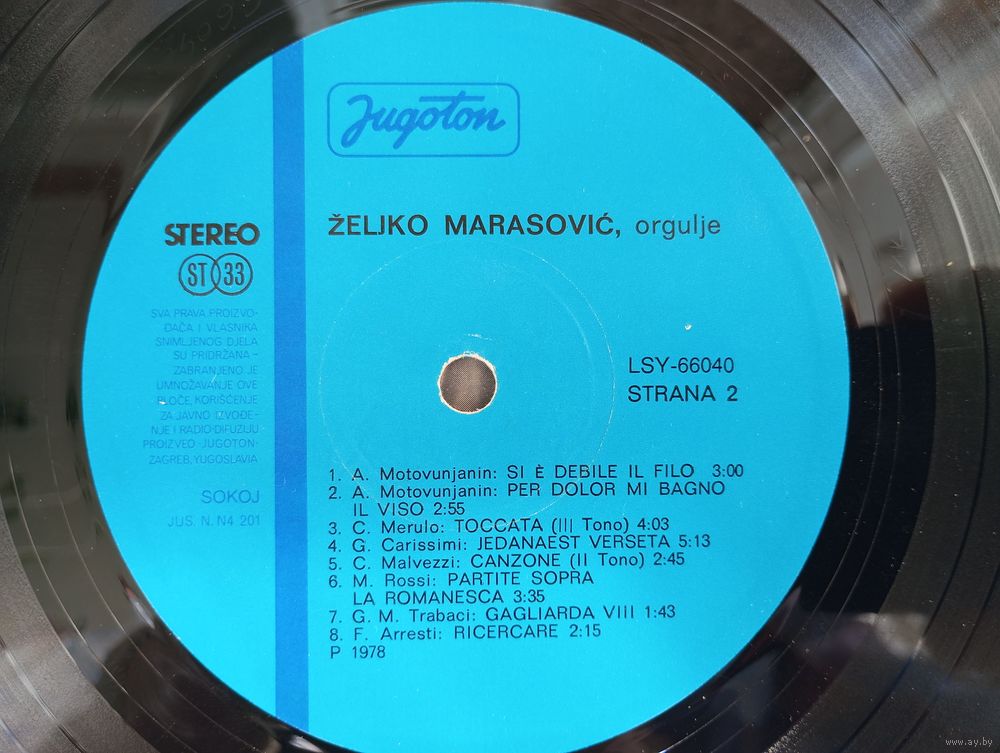 Jugoton
ŽELJKO MARASOVIĆ, orgulje
STEREO
ST 33
SVA PRAVA PROIZVO-
ĐAČA I VLASNIKA
SNIMLJENOG DJELA
SU PRIDRŽANA –
ZABRANJENO JE
UMNOŽAVANJE OVE
PLOČE, KORIŠĆENJE
ZA JAVNO IZVOĐE-
NJE I RADIO-DIFUZIJU
PROIZVEO -JUGOTON-
ZAGREB, YUGOSLAVIA
SOKOJ
JUS. N. N4 201
LSY-66040
STRANA 2
1. A. Motovunjanin: SI È DEBILE IL FILO 3:00
2. A. Motovunjanin: PER DOLOR MI BAGNO
IL VISO 2:55
3. C. Merulo: TOCCATA (III Tono) 4:03
4. G. Carissimi: JEDANAEST VERSETA 5:13
5. C. Malvezzi: CANZONE (II Tono) 2:45
6. M. Rossi: PARTITE SOPRA
LA ROMANESCA 3:35
7. G. M. Trabaci: GAGLIARDA VIII 1:43
8. F. Arresti: RICERCARE 2:15
P 1978
www.ay.by